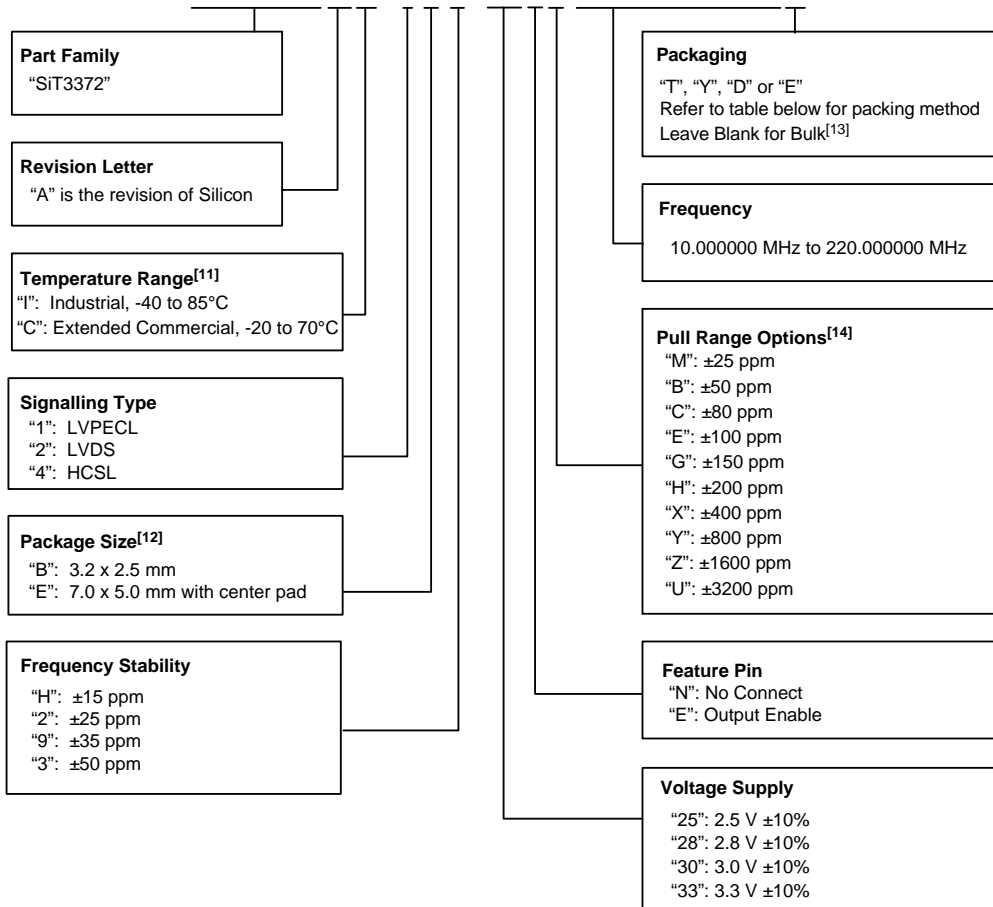 Part Family
“SiT3372”
Revision Letter
“A” is the revision of Silicon
Temperature Range[11]
“I”: Industrial, -40 to 85°C
“C”: Extended Commercial, -20 to 70°C
Signalling Type
“1”: LVPECL
“2”: LVDS
“4”: HCSL
Package Size[12]
“B”: 3.2 x 2.5 mm
“E”: 7.0 x 5.0 mm with center pad
Frequency Stability
“H”: ±15 ppm
“2”: ±25 ppm
“9”: ±35 ppm
“3”: ±50 ppm
Packaging
“T”, “Y”, “D” or “E”
Refer to table below for packing method
Leave Blank for Bulk[13]
Frequency
10.000000 MHz to 220.000000 MHz
Pull Range Options[14]
“M”: ±25 ppm
“B”: ±50 ppm
“C”: ±80 ppm
“E”: ±100 ppm
“G”: ±150 ppm
“H”: ±200 ppm
“X”: ±400 ppm
“Y”: ±800 ppm
“Z”: ±1600 ppm
“U”: ±3200 ppm
Feature Pin
“N”: No Connect
“E”: Output Enable
Voltage Supply
“25”: 2.5 V ±10%
“28”: 2.8 V ±10%
“30”: 3.0 V ±10%
“33”: 3.3 V ±10%